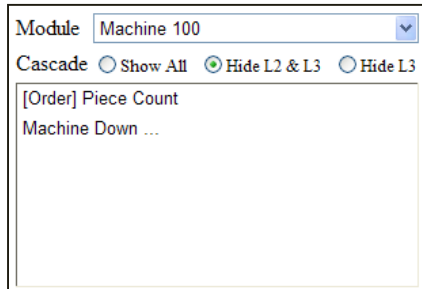 Module Machine 100
Cascade Show All Hide L2 & L3 Hide L3
[Order] Piece Count
Machine Down ...